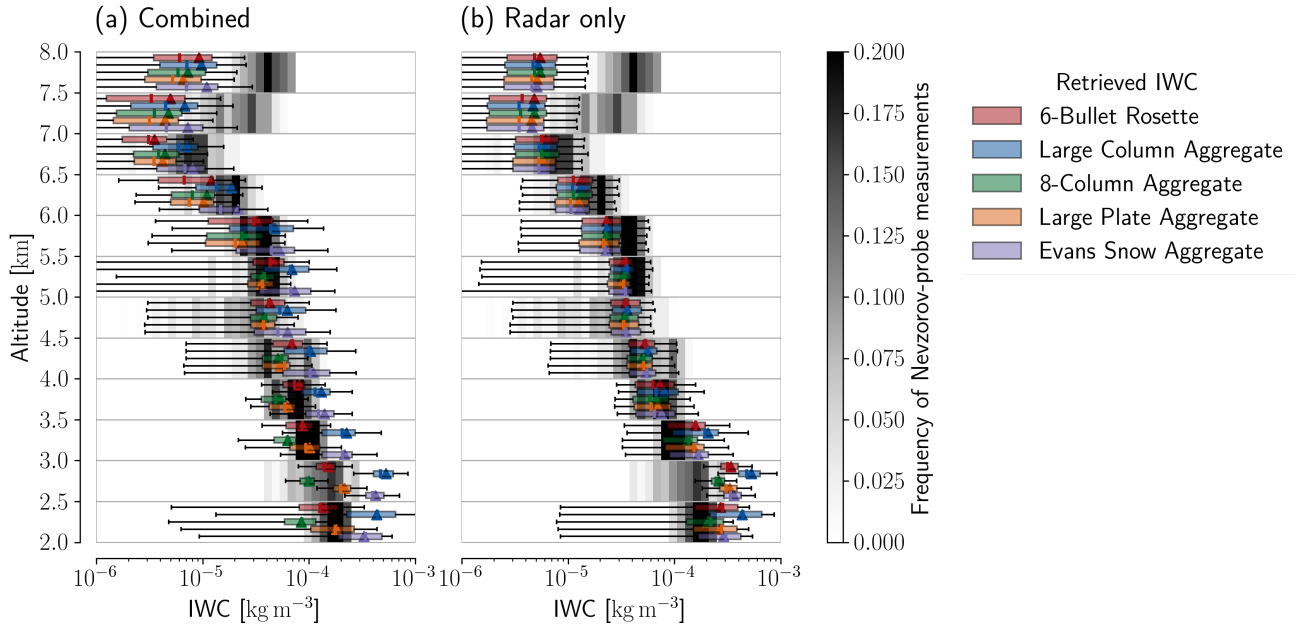 (a) Combined
(b) Radar only
8.0
7.5
7.0
6.5
6.0
5.5
5.0
4.5
4.0
3.5
3.0
2.5
2.0
Altitude [km]
10−6
10−5
10−4
10−3
IWC [kg m−3]
10−6
10−5
10−4
10−3
IWC [kg m−3]
0.200
0.175
0.150
0.125
0.100
0.075
0.050
0.025
0.000
Frequency of Nevzorov-probe measurements
Retrieved IWC
6-Bullet Rosette
Large Column Aggregate
8-Column Aggregate
Large Plate Aggregate
Evans Snow Aggregate